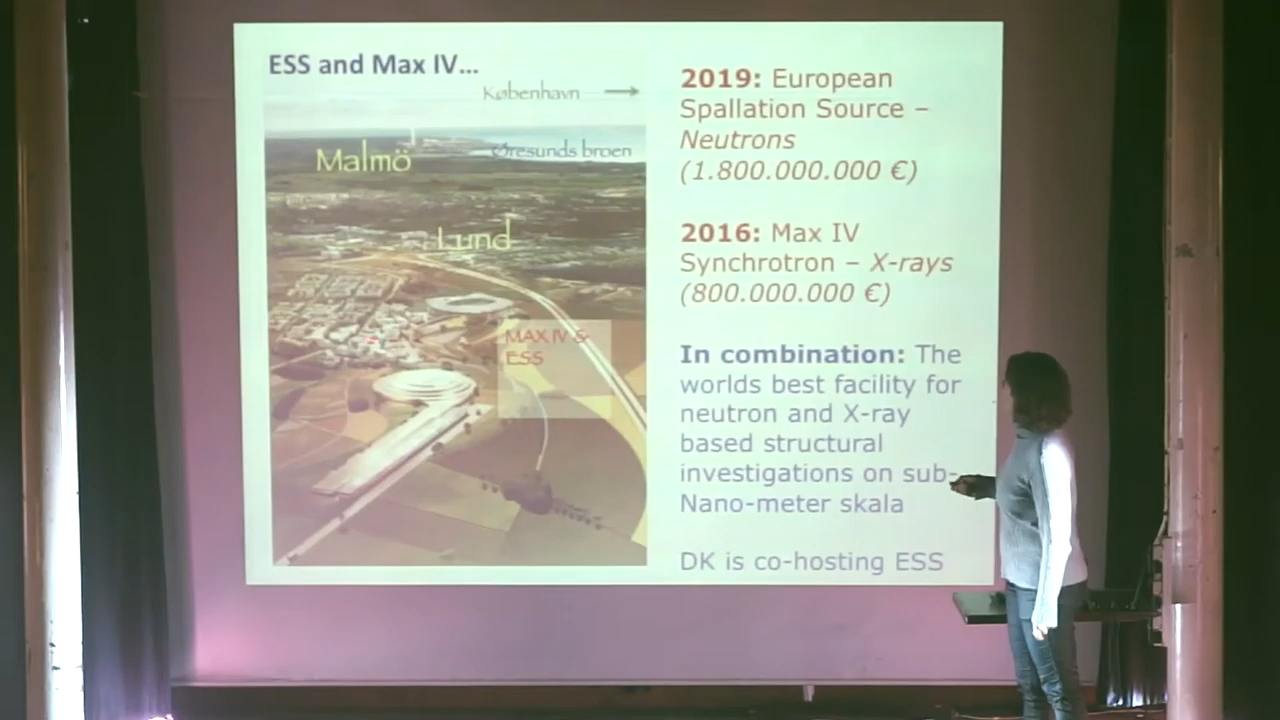 ESS and Max IV...
København
Malmö
Øresunds broen
Lund
MAX IV &
ESS
2019: European
Spallation Source –
Neutrons
(1.800.000.000 €)
2016: Max IV
Synchrotron – X-rays
(800.000.000 €)
In combination: The
worlds best facility for
neutron and X-ray
based structural
investigations on sub-
Nano-meter skala
DK is co-hosting ESS